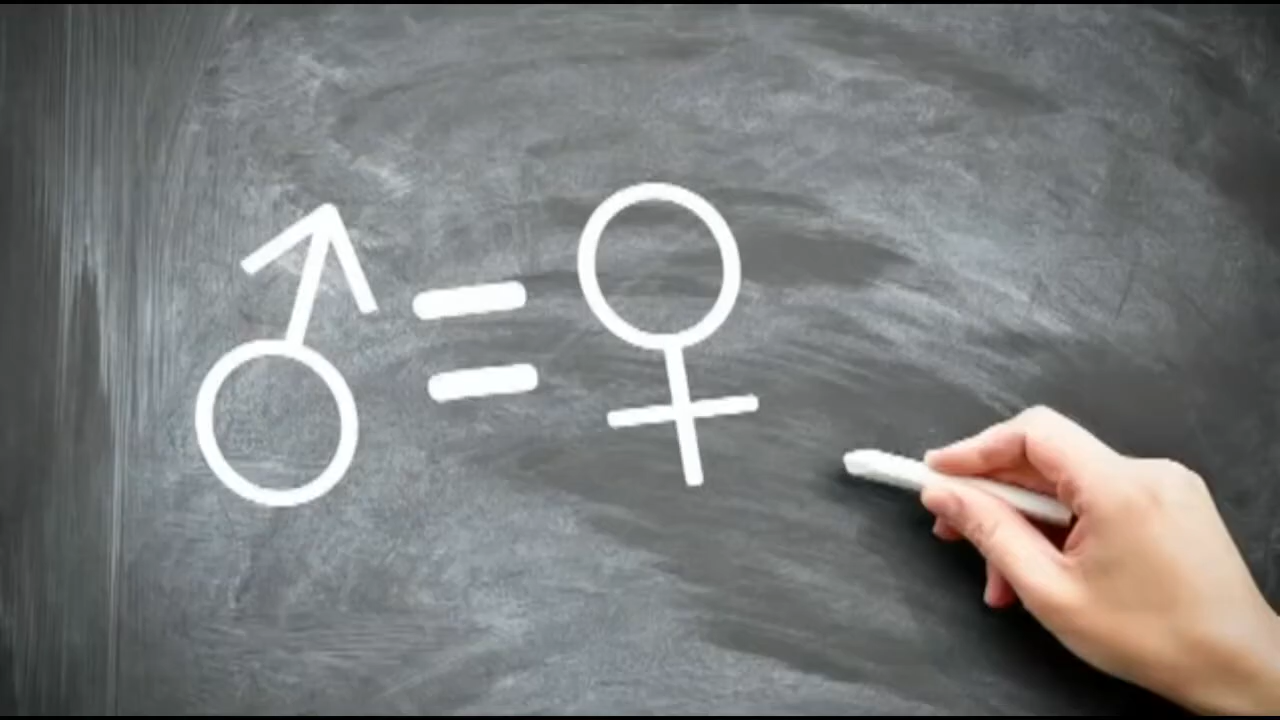 ♂ = ♀